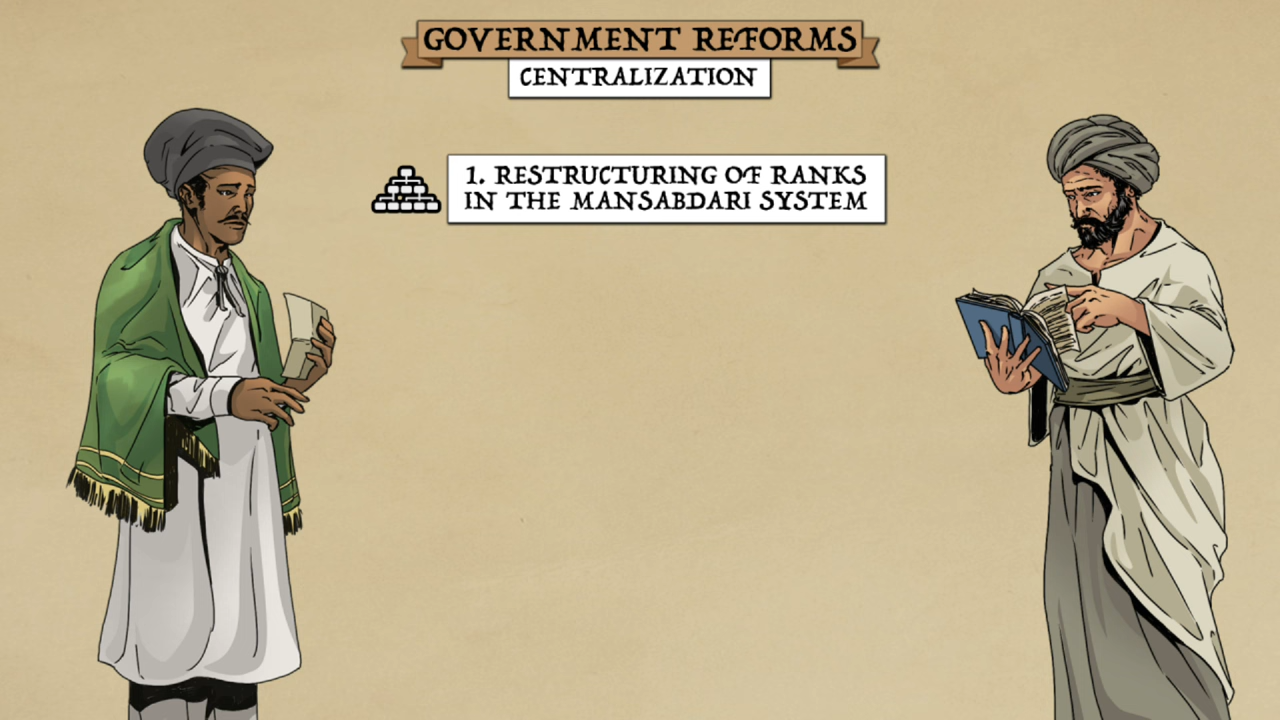 GOVERNMENT REFORMS
CENTRALIZATION
1. RESTRUCTURING OF RANKS
IN THE MANSABDARI SYSTEM